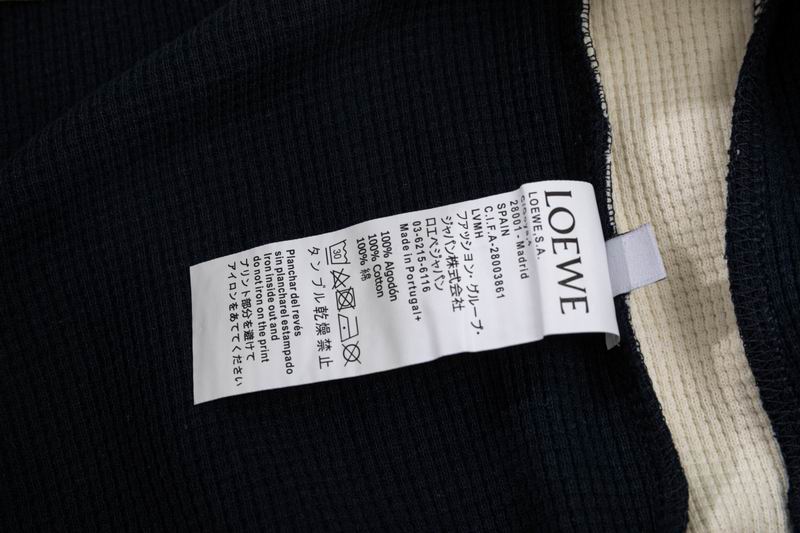 LOEWE
LOEWE.S.A.
28001 - Madrid
SPAIN
C.I.F.A-28003861
LVMH
ファッション・グループ・
ジャパン株式会社
ロエベジャパン
03-6215-6116
Made in Portugal+
100% Algodón
100% Cotton
100% 綿
30
タンブル乾燥禁止
Planchar del revés
sin plancharel estampado
Iron inside out and
do not iron on the print
プリント部分を避けて
アイロンをあててください